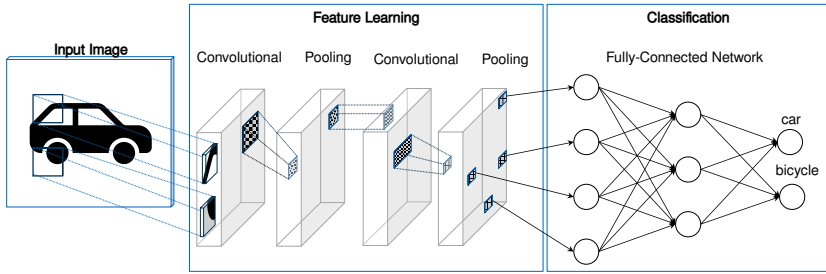 Feature Learning
Classification
Input Image
Convolutional
Pooling
Convolutional
Pooling
Fully-Connected Network
car
bicycle